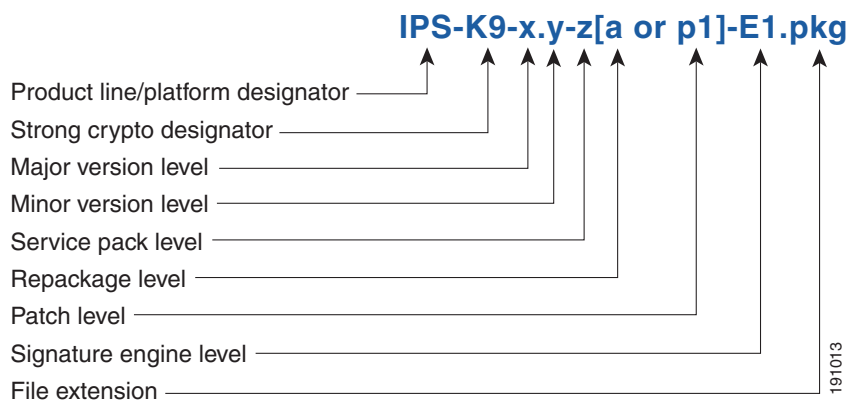 IPS-K9-x.y-z[a or p1]-E1.pkg
Product line/platform designator
Strong crypto designator
Major version level
Minor version level
Service pack level
Repackage level
Patch level
Signature engine level
File extension
191013